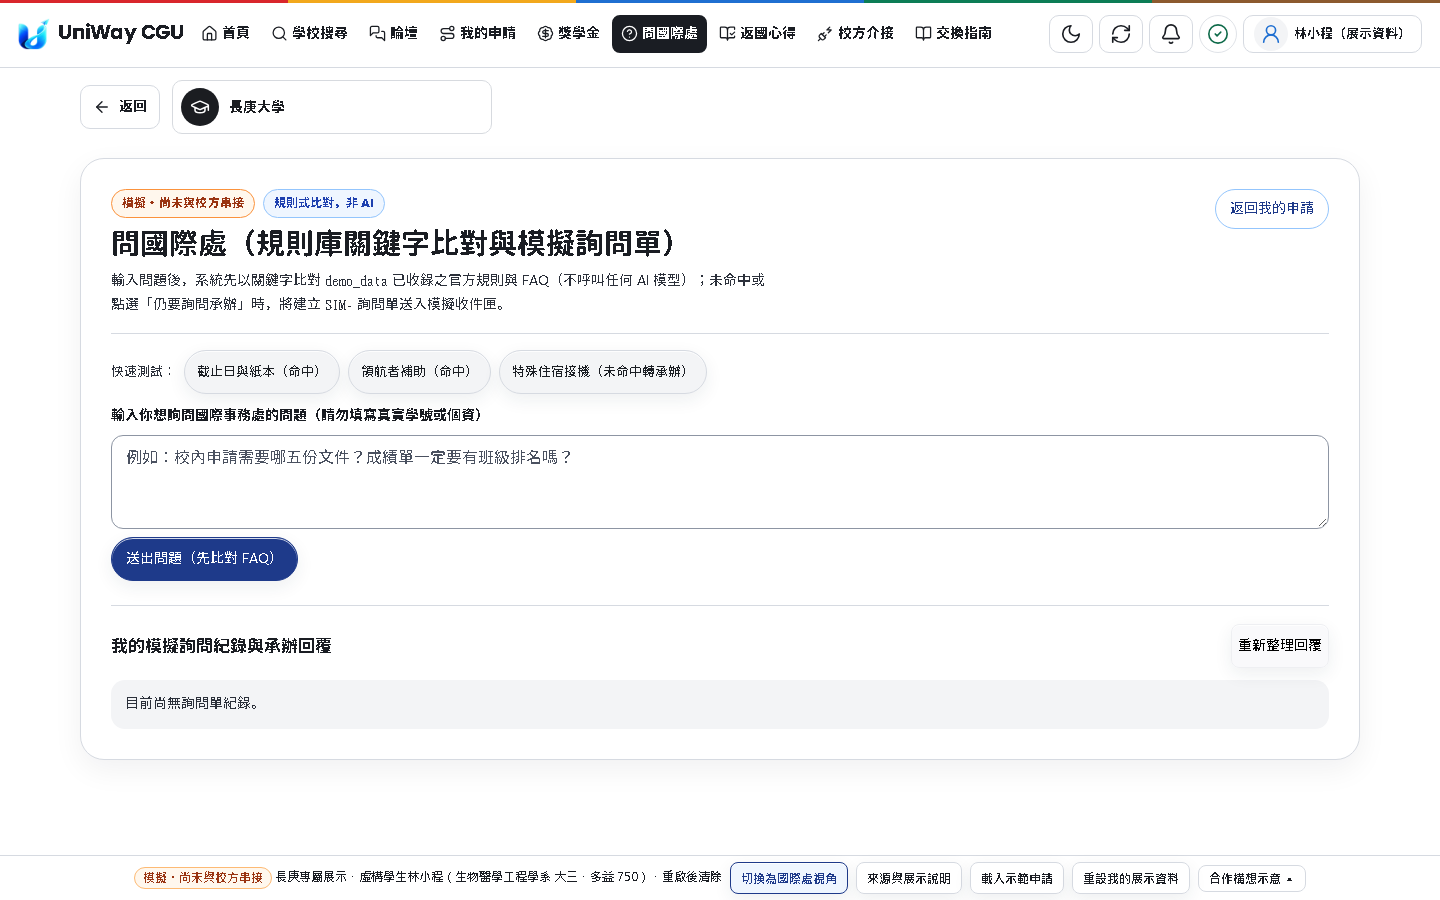 UniWay CGU 首頁 學校搜尋 論壇 我的申請 獎學金 問國際處 返國心得 校方介接 交換指南 林小程（展示資料）
返回 長庚大學
模擬・尚未與校方串接 規則式比對，非 AI 返回我的申請
問國際處（規則庫關鍵字比對與模擬詢問單）
輸入問題後，系統先以關鍵字比對 demo_data 已收錄之官方規則與 FAQ（不呼叫任何 AI 模型）；未命中或
點選「仍要詢問承辦」時，將建立 SIM- 詢問單送入模擬收件匣。
快速測試： 截止日與紙本（命中） 領航者補助（命中） 特殊住宿接機（未命中轉承辦）
輸入你想詢問國際事務處的問題（請勿填寫真實學號或個資）
例如：校內申請需要哪五份文件？成績單一定要有班級排名嗎？
送出問題（先比對 FAQ）
我的模擬詢問紀錄與承辦回覆 重新整理回覆
目前尚無詢問單紀錄。
模擬・尚未與校方串接 長庚專屬展示 · 虛構學生林小程（生物醫學工程學系 大三 · 多益 750） · 重啟後清除 切換為國際處視角 來源與展示說明 載入示範申請 重設我的展示資料 合作構想示意